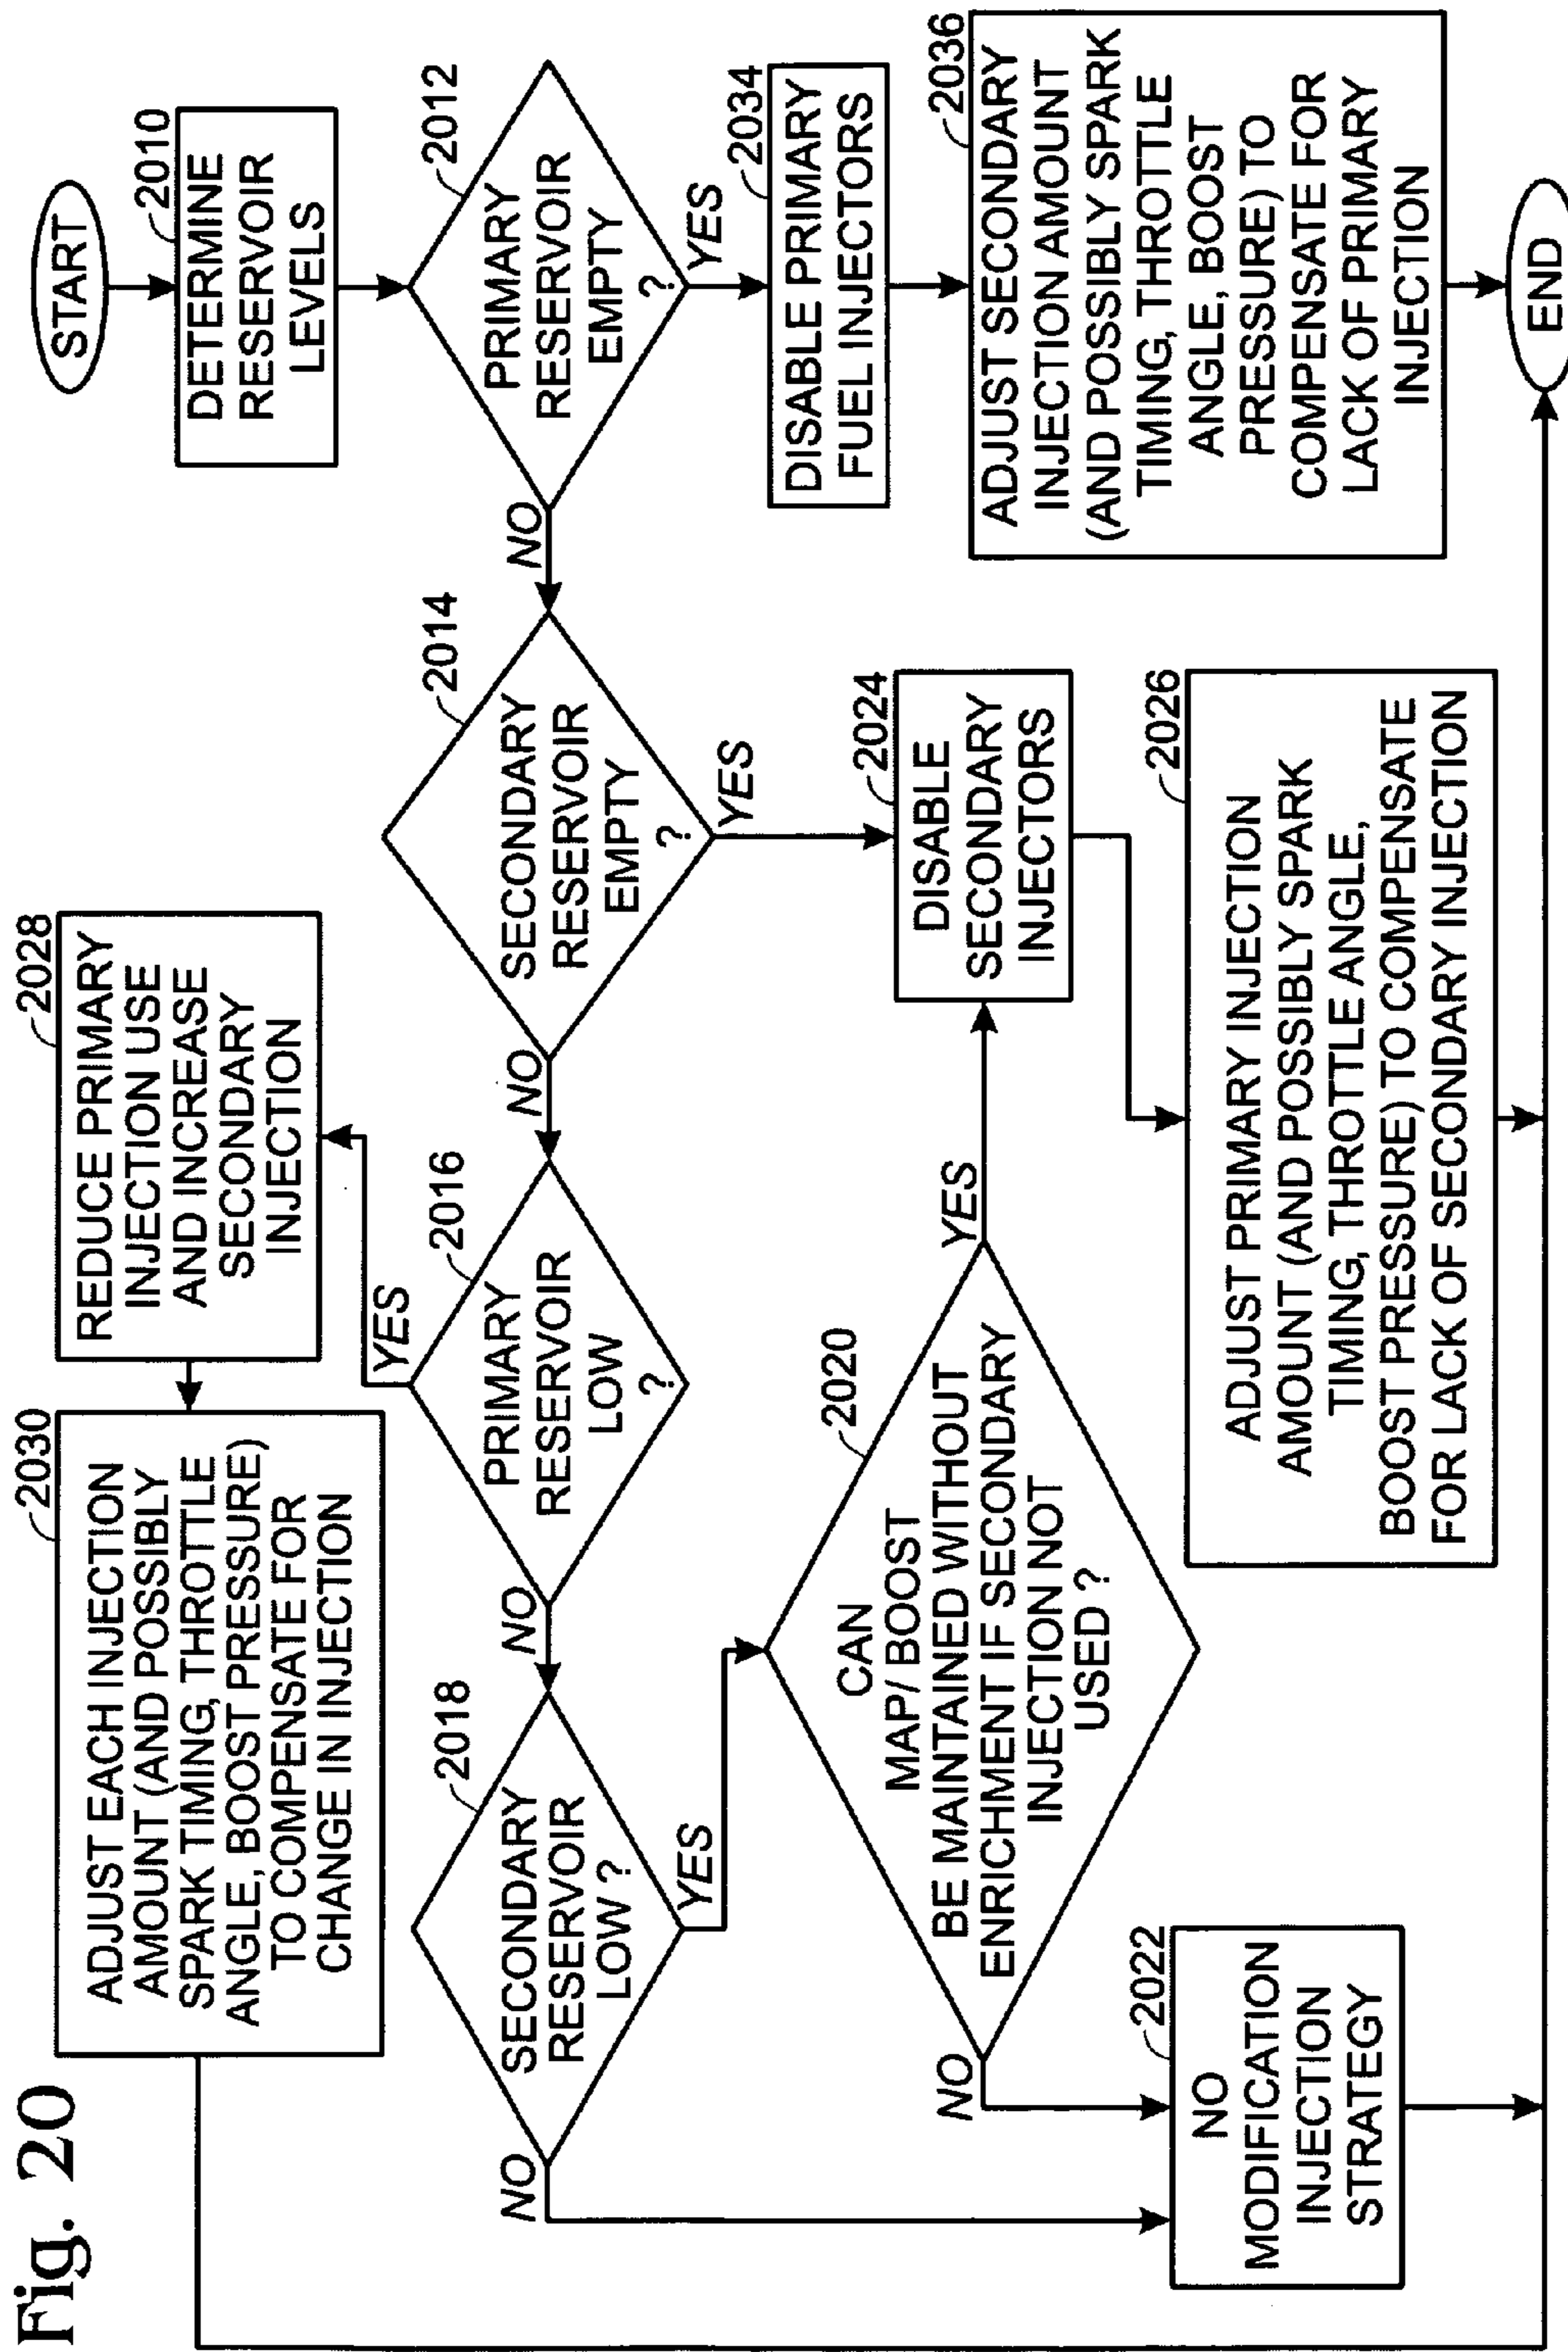 Fig. 20
START
2010
DETERMINE
RESERVOIR
LEVELS
2012
PRIMARY
RESERVOIR
EMPTY
?
YES
NO
2034
DISABLE PRIMARY
FUEL INJECTORS
2036
ADJUST SECONDARY
INJECTION AMOUNT
(AND POSSIBLY SPARK
TIMING, THROTTLE
ANGLE, BOOST
PRESSURE) TO
COMPENSATE FOR
LACK OF PRIMARY
INJECTION
END
2014
SECONDARY
RESERVOIR
EMPTY
?
YES
NO
2024
DISABLE
SECONDARY
INJECTORS
2026
ADJUST PRIMARY INJECTION
AMOUNT (AND POSSIBLY SPARK
TIMING, THROTTLE ANGLE,
BOOST PRESSURE) TO COMPENSATE
FOR LACK OF SECONDARY INJECTION
2016
PRIMARY
RESERVOIR
LOW
?
YES
NO
2028
REDUCE PRIMARY
INJECTION USE
AND INCREASE
SECONDARY
INJECTION
2030
ADJUST EACH INJECTION
AMOUNT (AND POSSIBLY
SPARK TIMING, THROTTLE
ANGLE, BOOST PRESSURE)
TO COMPENSATE FOR
CHANGE IN INJECTION
2018
SECONDARY
RESERVOIR
LOW ?
YES
NO
2020
CAN
MAP/ BOOST
BE MAINTAINED WITHOUT
ENRICHMENT IF SECONDARY
INJECTION NOT
USED ?
YES
NO
2022
NO
MODIFICATION
INJECTION
STRATEGY